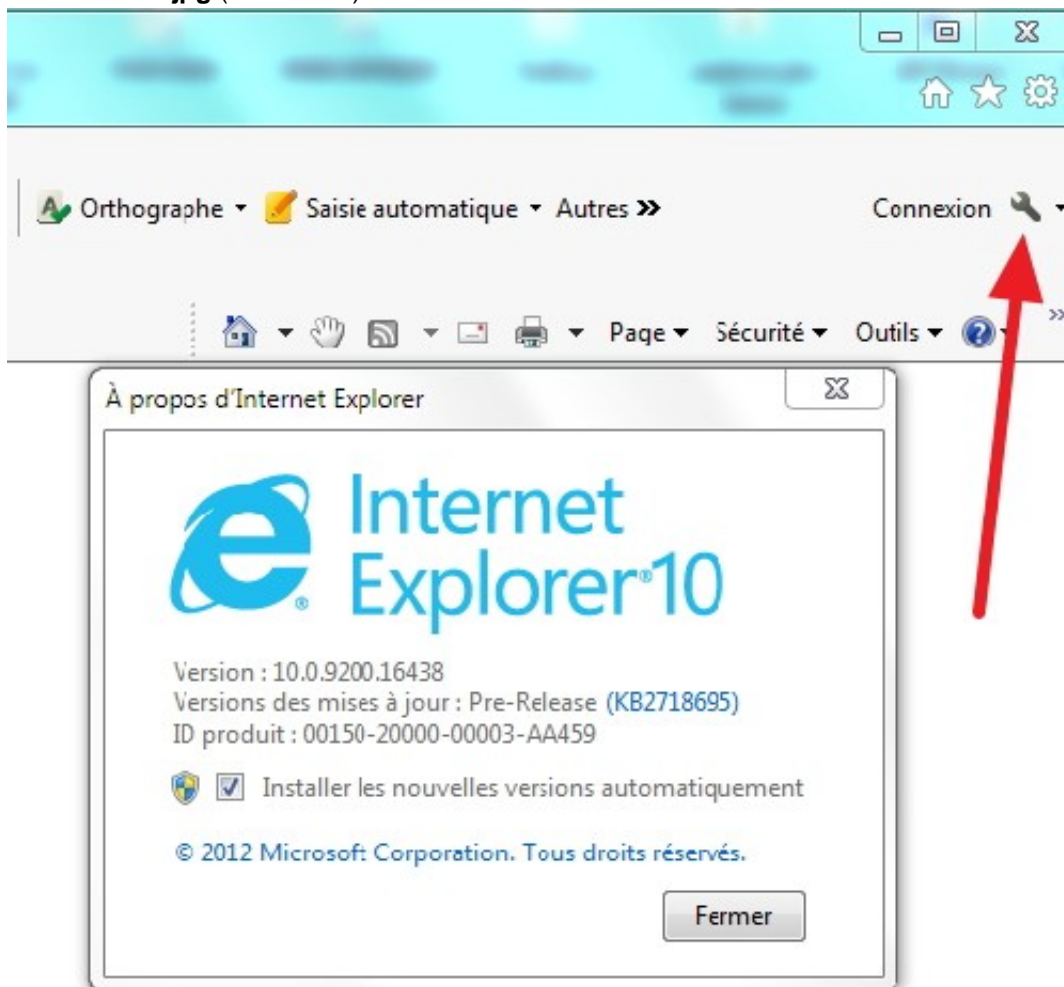 Orthographe Saisie automatique Autres » Connexion
Page Sécurité Outils »
À propos d'Internet Explorer
Internet
Explorer®10
Version : 10.0.9200.16438
Versions des mises à jour : Pre-Release (KB2718695)
ID produit : 00150-20000-00003-AA459
Installer les nouvelles versions automatiquement
© 2012 Microsoft Corporation. Tous droits réservés.
Fermer